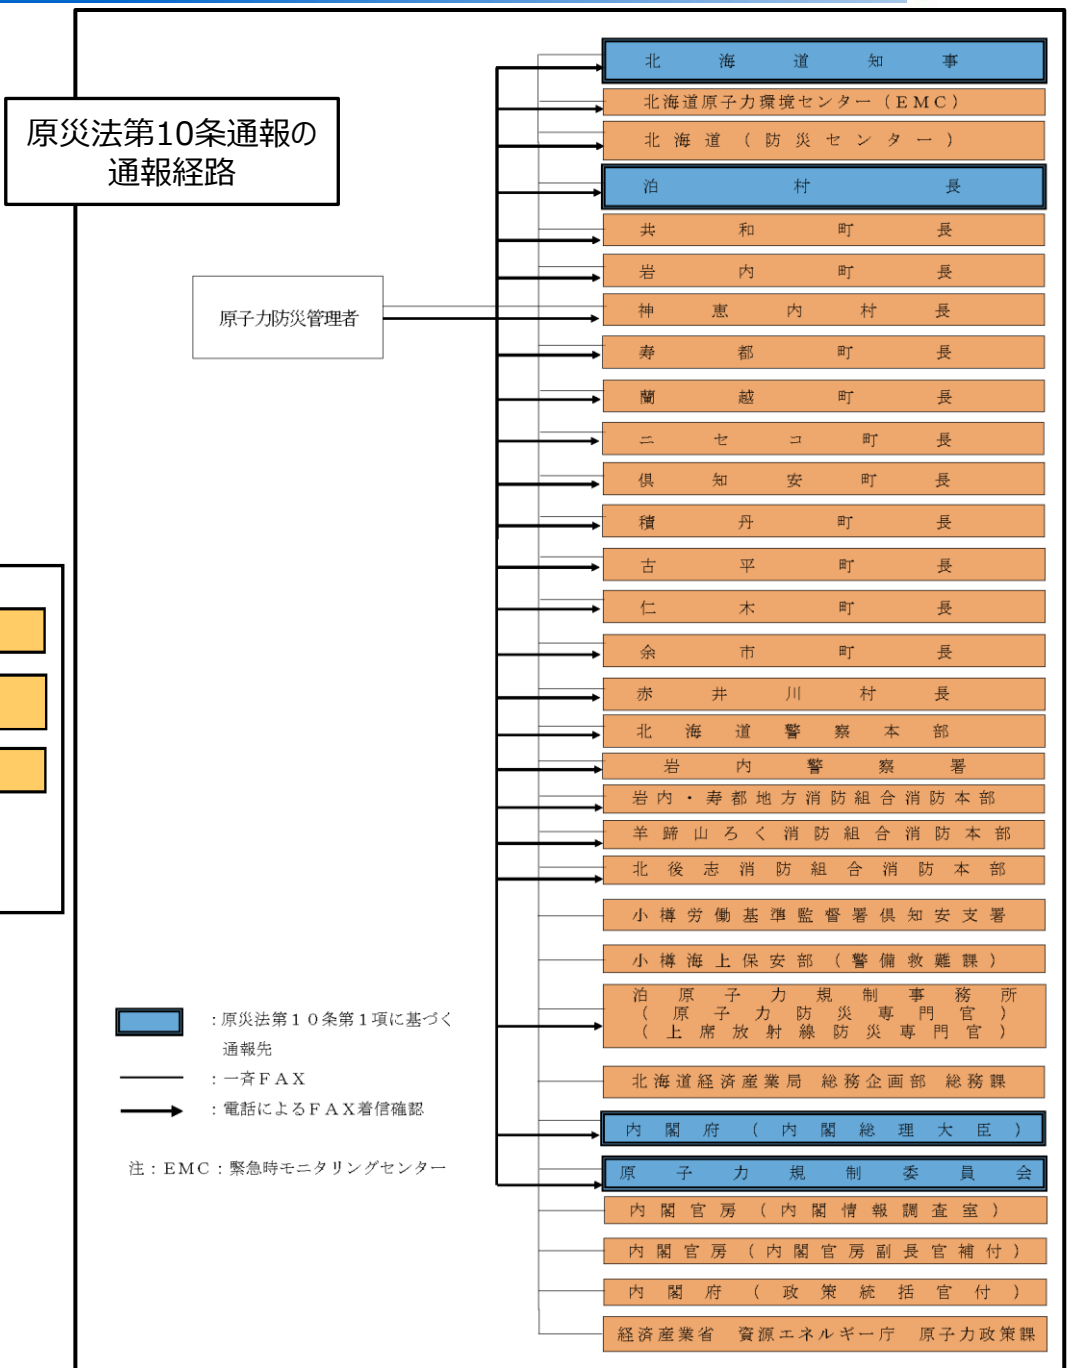 原災法第10条通報の
通報経路
原子力防災管理者
北海道知事
北海道原子力環境センター（ＥＭＣ）
北海道（防災センター）
泊村長
共和町長
岩内町長
神恵内村長
寿都町長
蘭越町長
ニセコ町長
倶知安町長
積丹町長
古平町長
仁木町長
余市町長
赤井川村長
北海道警察本部
岩内警察署
岩内・寿都地方消防組合消防本部
羊蹄山ろく消防組合消防本部
北後志消防組合消防本部
小樽労働基準監督署倶知安支署
小樽海上保安部（警備救難課）
泊原子力規制事務所
（原子力防災専門官）
（上席放射線防災専門官）
北海道経済産業局　総務企画部　総務課
内閣府（内閣総理大臣）
原子力規制委員会
内閣官房（内閣情報調査室）
内閣官房（内閣官房副長官補付）
内閣府（政策統括官付）
経済産業省　資源エネルギー庁　原子力政策課
：原災法第１０条第１項に基づく
通報先
：一斉ＦＡＸ
：電話によるＦＡＸ着信確認
注：ＥＭＣ：緊急時モニタリングセンター